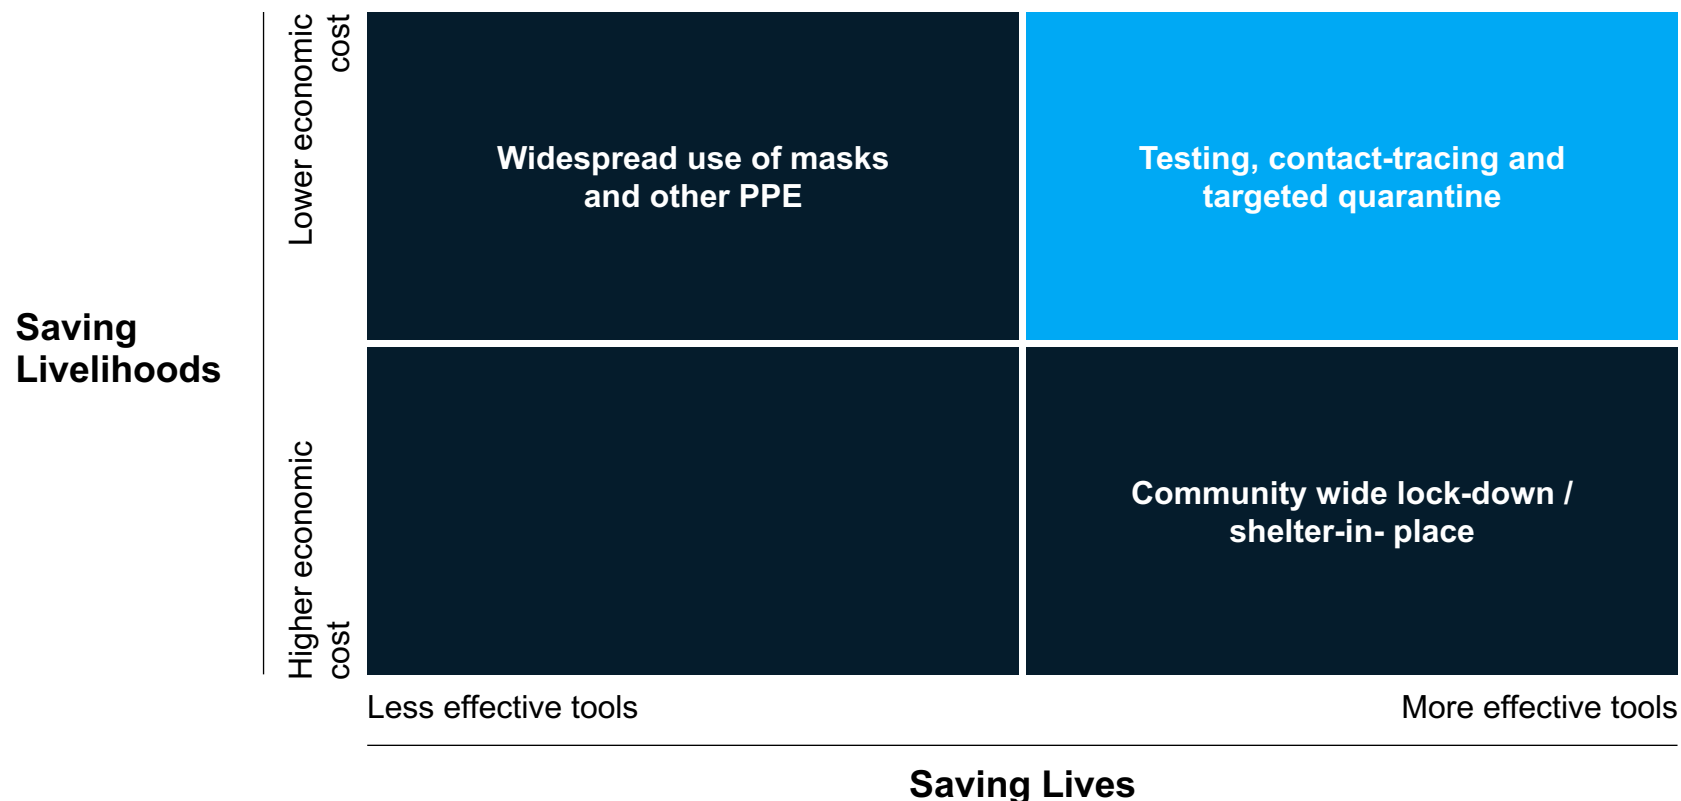 Lower economic
cost
Widespread use of masks
and other PPE
Testing, contact-tracing and
targeted quarantine
Saving
Livelihoods
Higher economic
cost
Community wide lock-down /
shelter-in- place
Less effective tools
More effective tools
Saving Lives